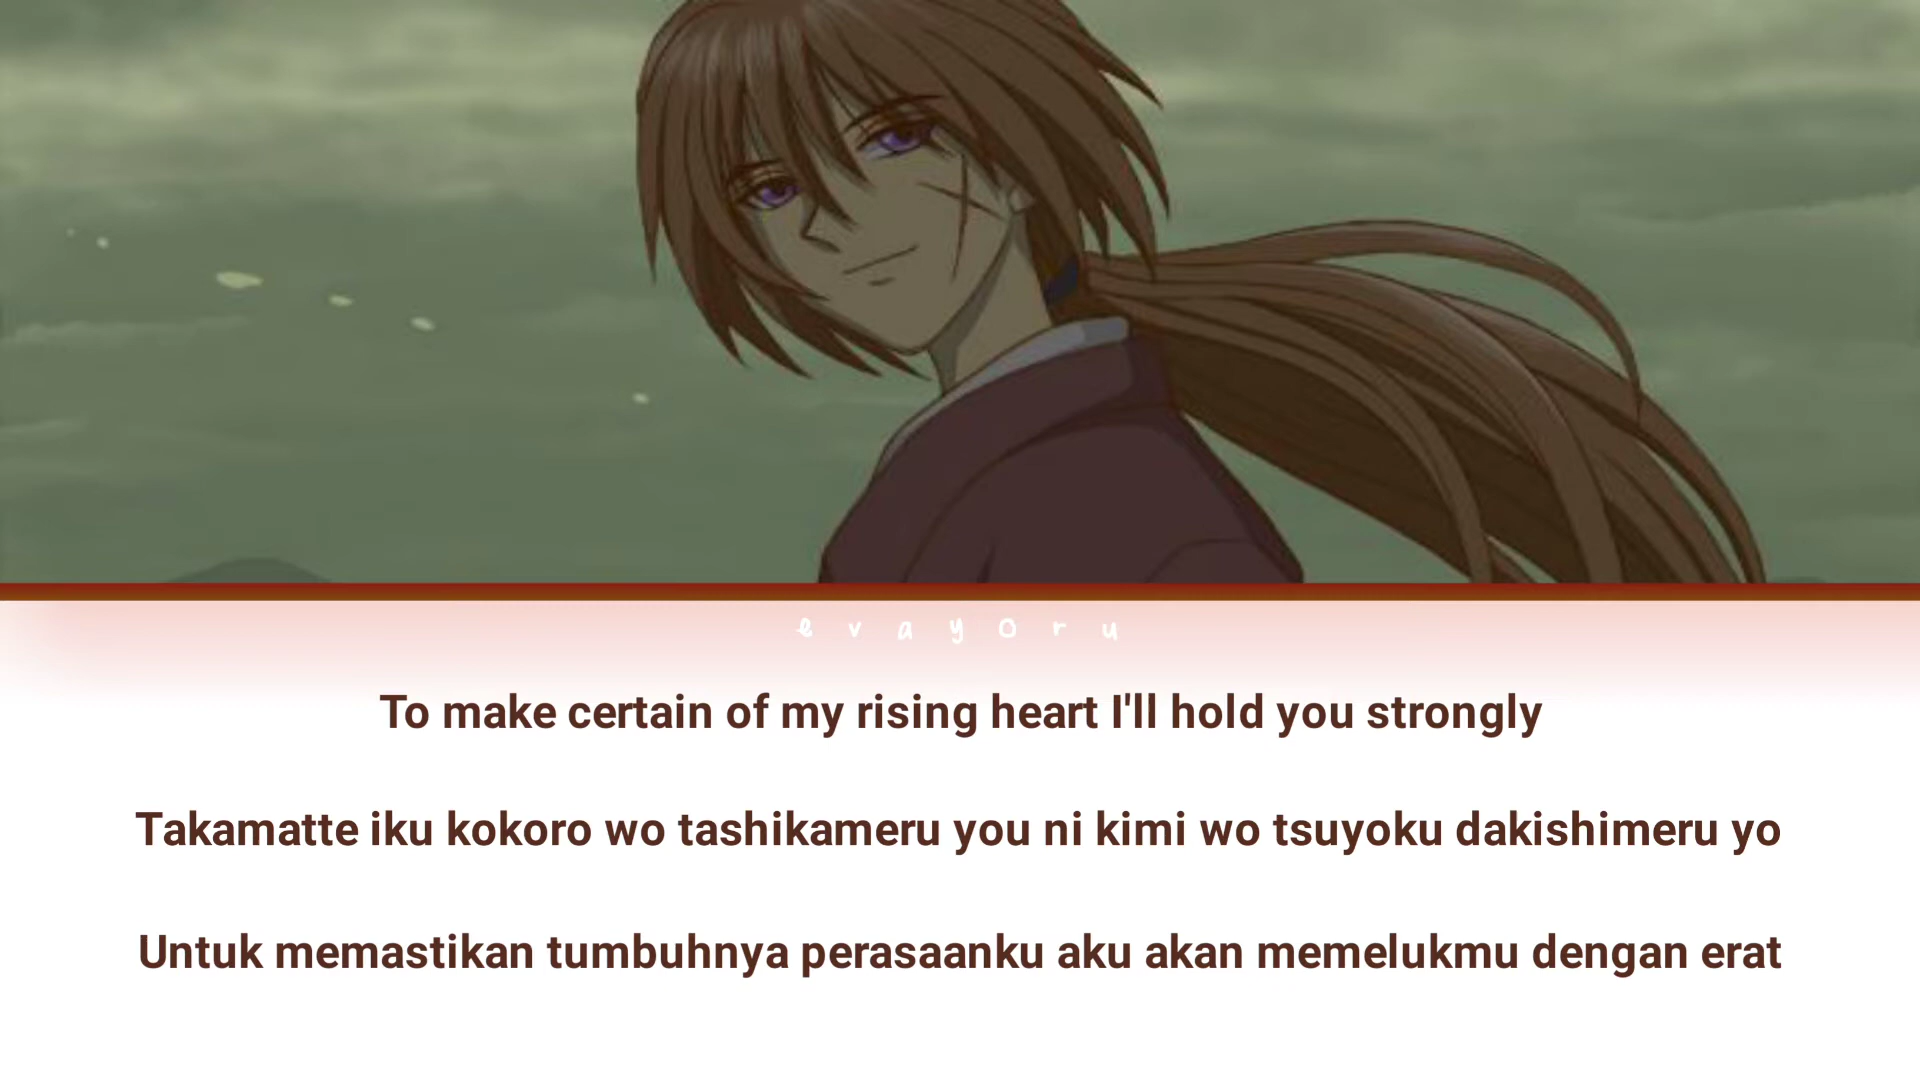 evayoru
To make certain of my rising heart I'll hold you strongly
Takamatte iku kokoro wo tashikameru you ni kimi wo tsuyoku dakishimeru yo
Untuk memastikan tumbuhnya perasaanku aku akan memelukmu dengan erat